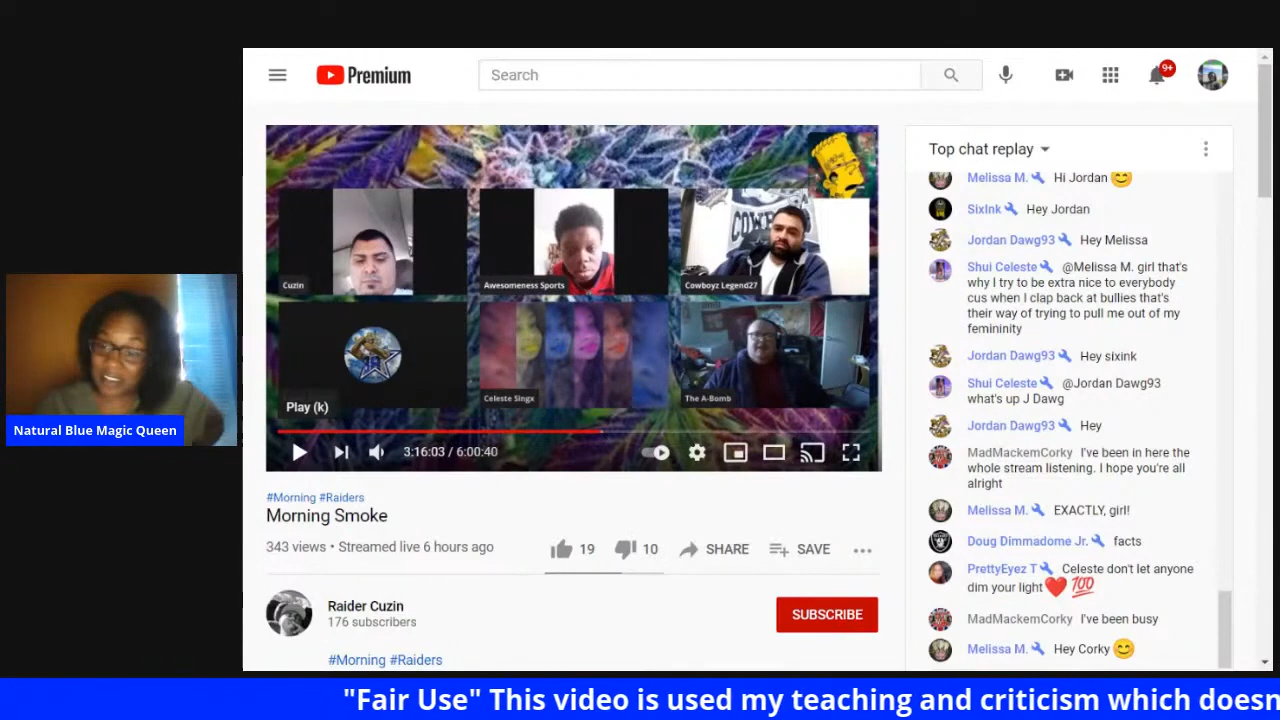 Premium
Search
9+
COWBOYS
Cuzin
Awesomeness Sports
Cowboyz Legend27
Play (k)
Celeste Singx
The A-Bomb
3:16:03 / 6:00:40
#Morning #Raiders
Morning Smoke
343 views • Streamed live 6 hours ago
19
10
SHARE
SAVE
Raider Cuzin
176 subscribers
SUBSCRIBE
#Morning #Raiders
Top chat replay
Melissa M. Hi Jordan 😊
SixInk Hey Jordan
Jordan Dawg93 Hey Melissa
Shui Celeste @Melissa M. girl that's
why I try to be extra nice to everybody
cus when I clap back at bullies that's
their way of trying to pull me out of my
femininity
Jordan Dawg93 Hey sixink
Shui Celeste @Jordan Dawg93
what's up J Dawg
Jordan Dawg93 Hey
MadMackemCorky I've been in here the
whole stream listening. I hope you're all
alright
Melissa M. EXACTLY, girl!
Doug Dimmadome Jr. facts
PrettyEyez T Celeste don't let anyone
dim your light❤️💯
MadMackemCorky I've been busy
Melissa M. Hey Corky 😊
Natural Blue Magic Queen
"Fair Use" This video is used my teaching and criticism which doesn